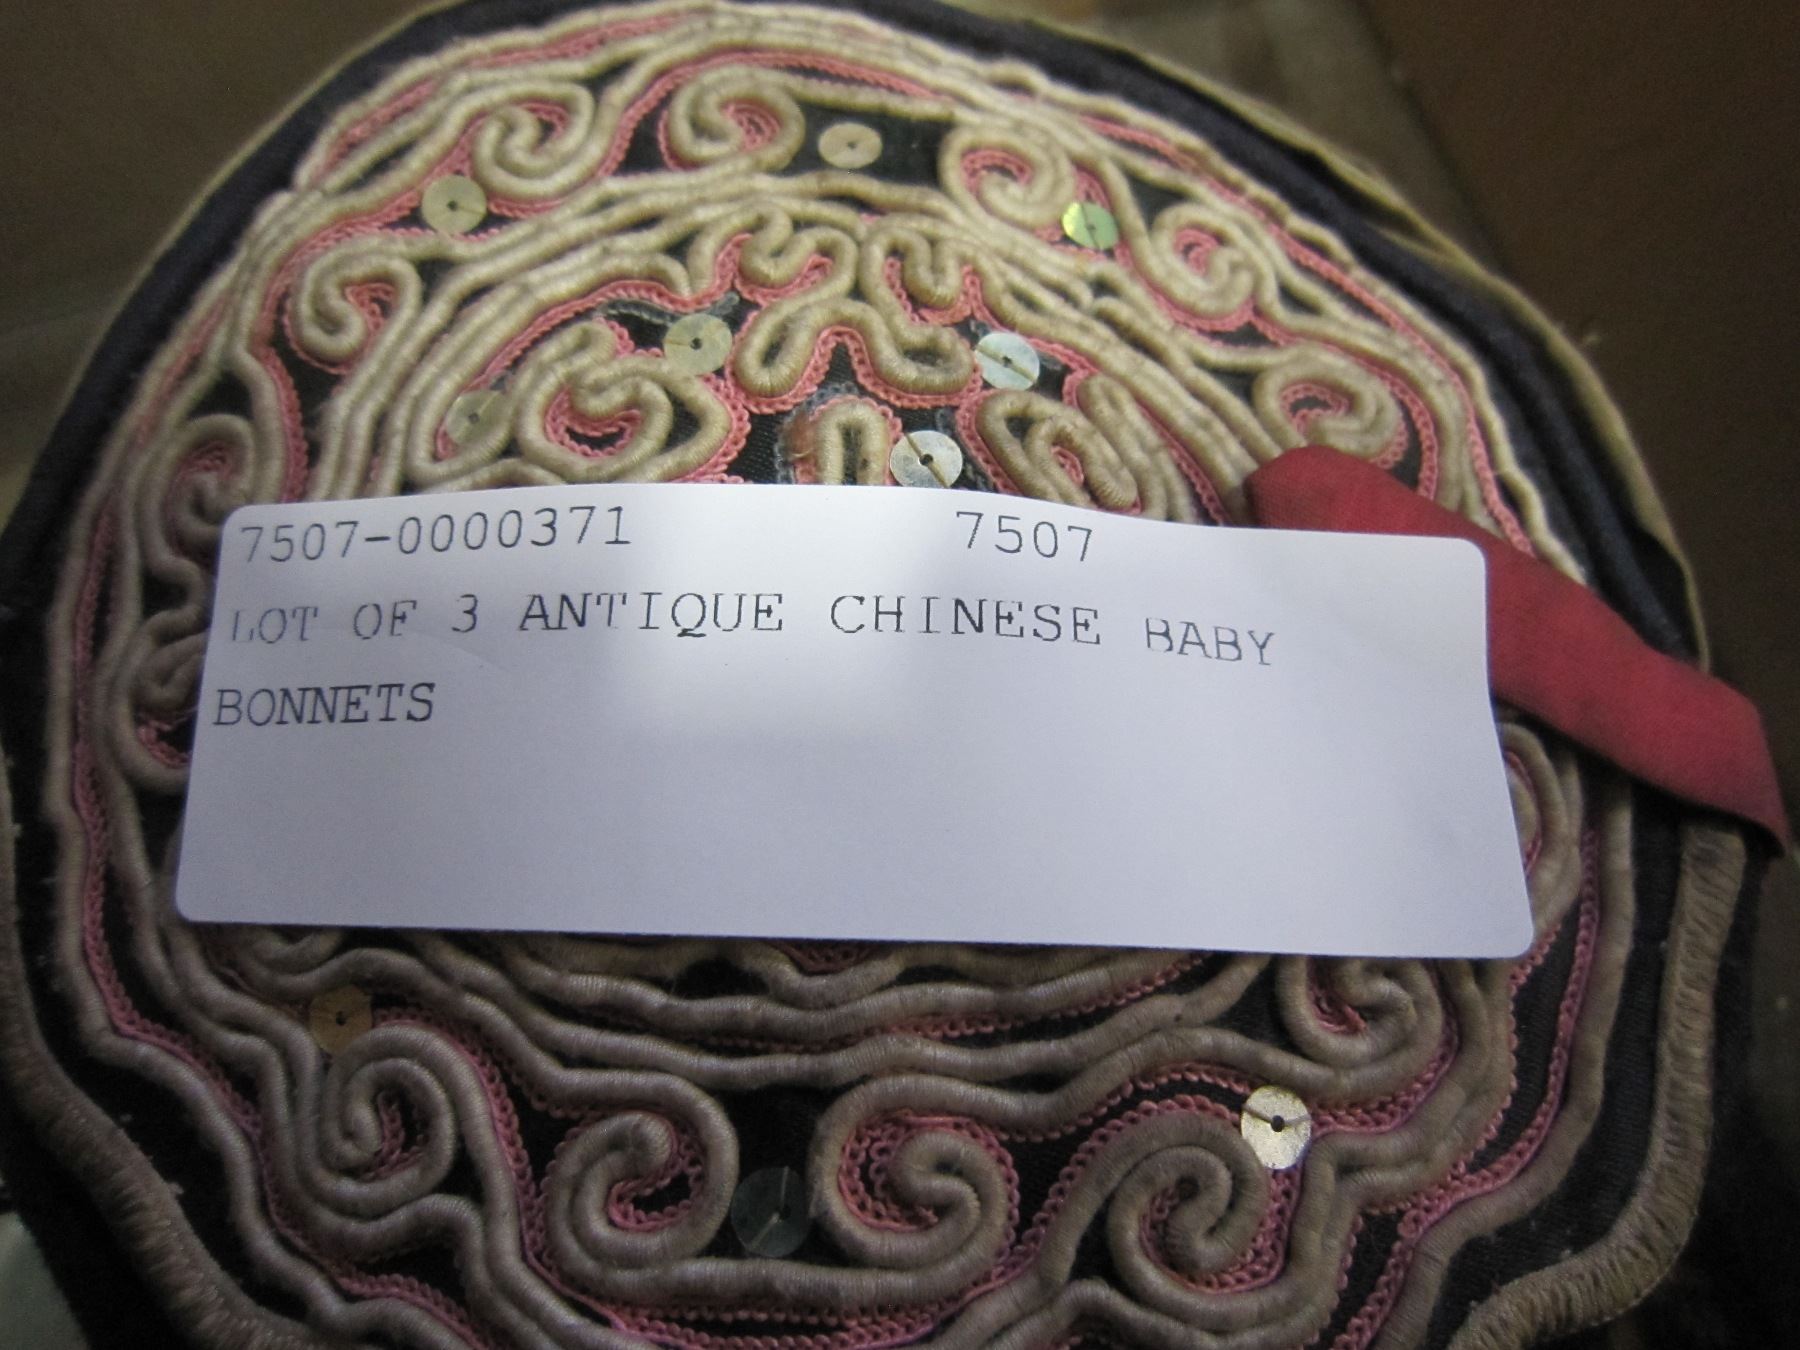 7507-0000371 7507
LOT OF 3 ANTIQUE CHINESE BABY
BONNETS